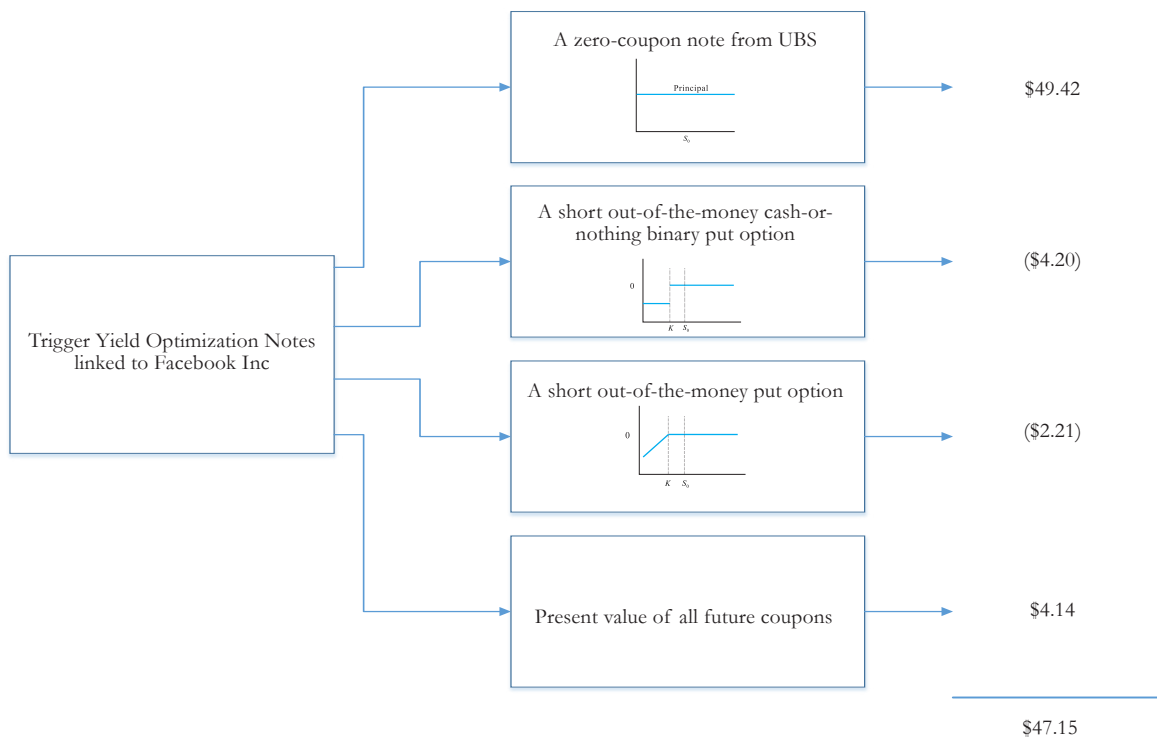 A zero-coupon note from UBS
Principal
S0
$49.42
A short out-of-the-money cash-or-
nothing binary put option
0
K S0
($4.20)
Trigger Yield Optimization Notes
linked to Facebook Inc
A short out-of-the-money put option
0
K S0
($2.21)
Present value of all future coupons
$4.14
$47.15